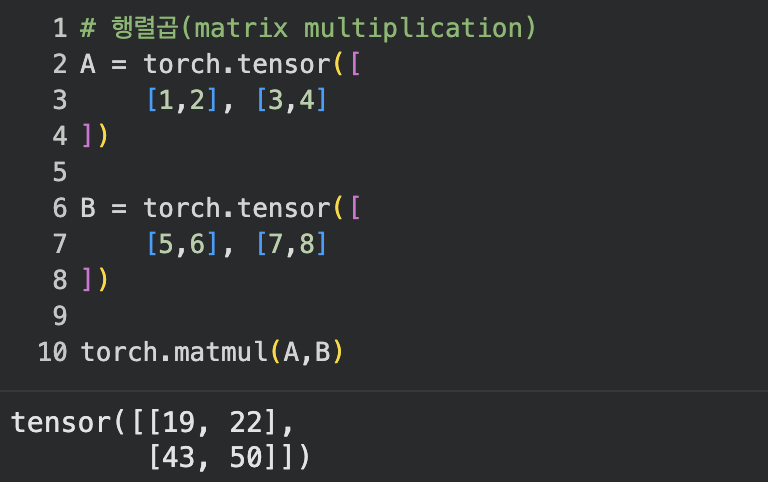 1 # 행렬곱(matrix multiplication)
2 A = torch.tensor([
3     [1,2], [3,4]
4 ])
5
6 B = torch.tensor([
7     [5,6], [7,8]
8 ])
9
10 torch.matmul(A,B)
tensor([[19, 22],
        [43, 50]])